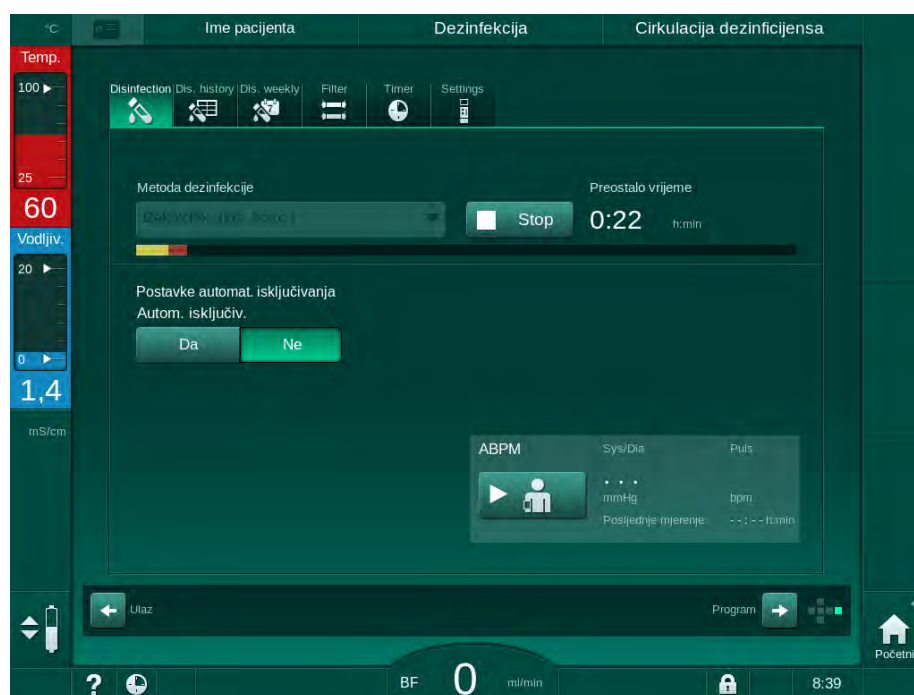 °C
Ime pacijenta
Dezinfekcija
Cirkulacija dezinficijensa
Temp.
100
25
60
Vodljiv.
20
0
1,4
mS/cm
Disinfection
Dis. history
Dis. weekly
7
Filter
Timer
Settings
Metoda dezinfekcije
Stop
Preostalo vrijeme
0:22 h:min
Postavke automat. isključivanja
Autom. isključiv.
Da
Ne
ABPM
Sys/Dia
Puls
. . .
mmHg
bpm
Posljednje mjerenje:
--:-- h:min
Ulaz
Program
Početni
?
BF 0 ml/min
8:39